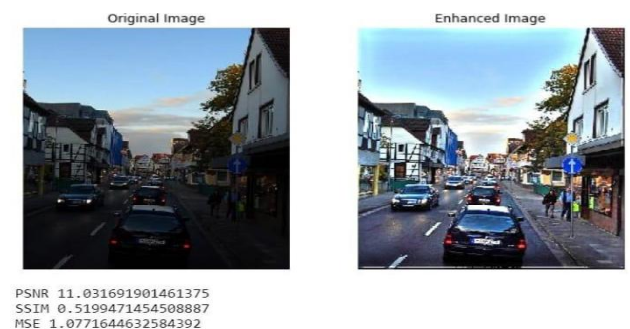 Original Image
Enhanced Image
PSNR 11.031691901461375
SSIM 0.5199471454508887
MSE 1.0771644632584392